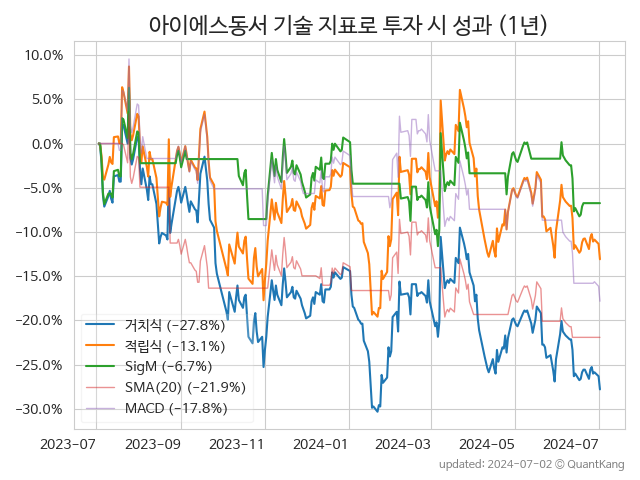 아이에스동서 기술 지표로 투자 시 성과 (1년)
10.0%
5.0%
0.0%
−5.0%
−10.0%
−15.0%
−20.0%
−25.0%
−30.0%
거치식 (−27.8%)
적립식 (−13.1%)
SigM (−6.7%)
SMA(20) (−21.9%)
MACD (−17.8%)
2023-07 2023-09 2023-11 2024-01 2024-03 2024-05 2024-07
updated: 2024-07-02 © QuantKang